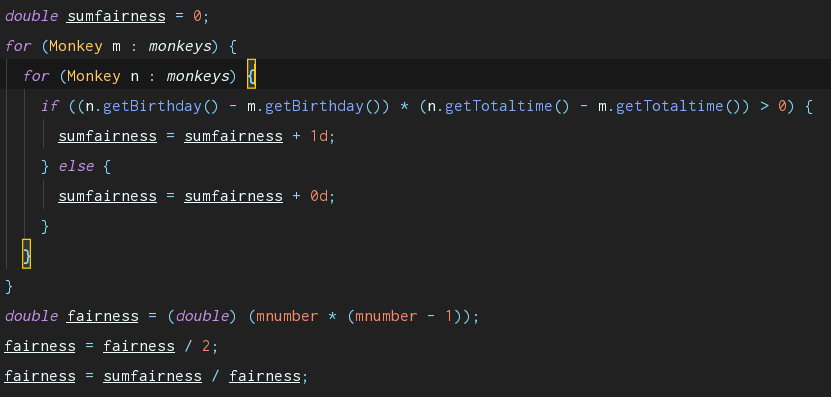 double sumfairness = 0;
for (Monkey m : monkeys) {
for (Monkey n : monkeys) {
if ((n.getBirthday() - m.getBirthday()) * (n.getTotaltime() - m.getTotaltime()) > 0) {
sumfairness = sumfairness + 1d;
} else {
sumfairness = sumfairness + 0d;
}
}
}
double fairness = (double) (mnumber * (mnumber - 1));
fairness = fairness / 2;
fairness = sumfairness / fairness;